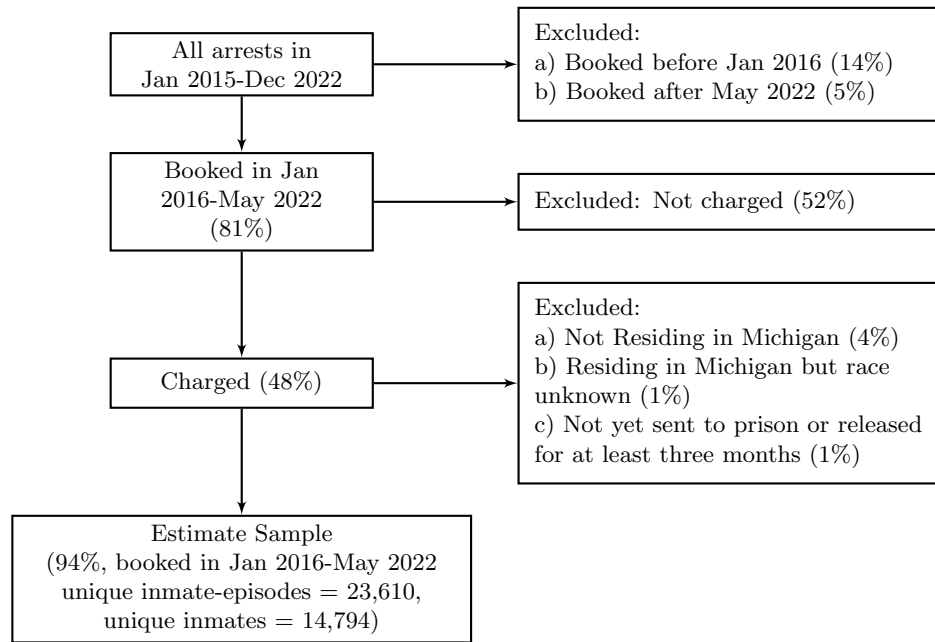 All arrests in
Jan 2015-Dec 2022
Excluded:
a) Booked before Jan 2016 (14%)
b) Booked after May 2022 (5%)
Booked in Jan
2016-May 2022
(81%)
Excluded: Not charged (52%)
Charged (48%)
Excluded:
a) Not Residing in Michigan (4%)
b) Residing in Michigan but race
unknown (1%)
c) Not yet sent to prison or released
for at least three months (1%)
Estimate Sample
(94%, booked in Jan 2016-May 2022
unique inmate-episodes = 23,610,
unique inmates = 14,794)